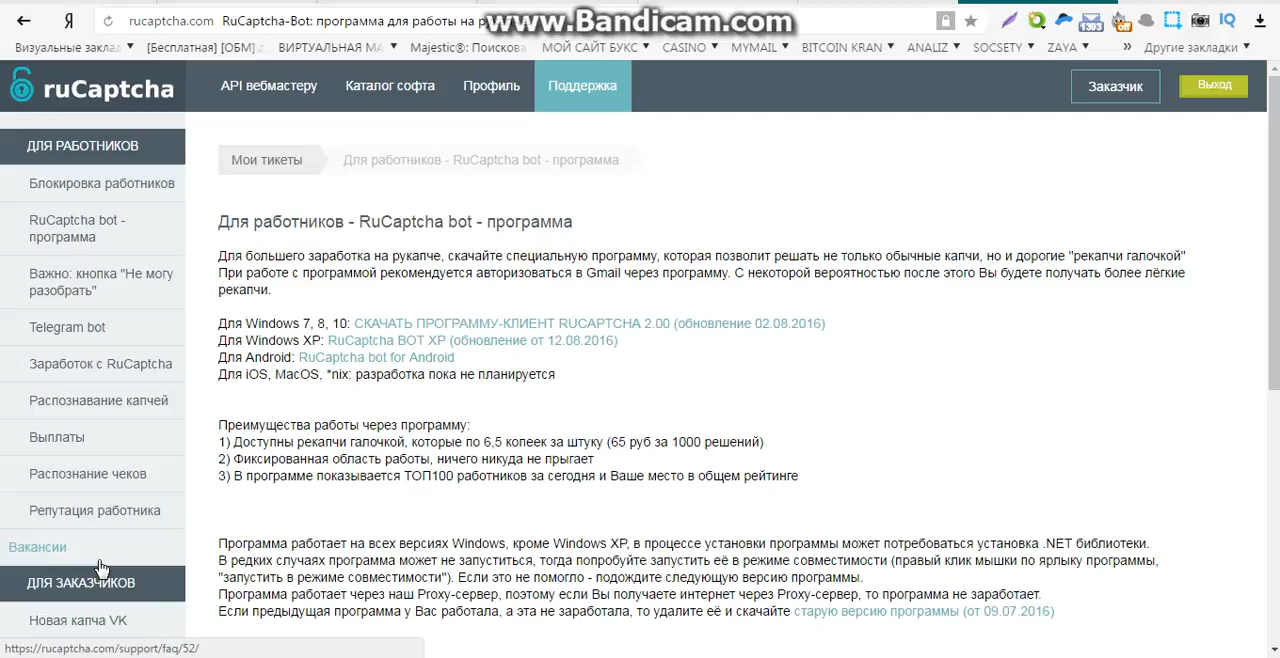 Я rucaptcha.com RuCaptcha-Bot: программа для работы на р
www.Bandicam.com
1393
off
IQ
Визуальные заклад [Бесплатная] [ОБМ] ВИРТУАЛЬНАЯ МА Majestic®: Поискова МОЙ САЙТ БУКС CASINO MYMAIL BITCOIN KRAN ANALIZ SOCSETY ZAYA » Другие закладки
ruCaptcha
API вебмастеру Каталог софта Профиль Поддержка Заказчик Выход
ДЛЯ РАБОТНИКОВ
Блокировка работников
RuCaptcha bot -
программа
Важно: кнопка "Не могу
разобрать"
Telegram bot
Заработок с RuCaptcha
Распознавание капчей
Выплаты
Распознание чеков
Репутация работника
Вакансии
ДЛЯ ЗАКАЗЧИКОВ
Новая капча VK
Мои тикеты Для работников - RuCaptcha bot - программа
Для работников - RuCaptcha bot - программа
Для большего заработка на рукапче, скачайте специальную программу, которая позволит решать не только обычные капчи, но и дорогие "рекапчи галочкой"
При работе с программой рекомендуется авторизоваться в Gmail через программу. С некоторой вероятностью после этого Вы будете получать более лёгкие
рекапчи.
Для Windows 7, 8, 10: СКАЧАТЬ ПРОГРАММУ-КЛИЕНТ RUCAPTCHA 2.00 (обновление 02.08.2016)
Для Windows XP: RuCaptcha BOT XP (обновление от 12.08.2016)
Для Android: RuCaptcha bot for Android
Для iOS, MacOS, *nix: разработка пока не планируется
Преимущества работы через программу:
1) Доступны рекапчи галочкой, которые по 6,5 копеек за штуку (65 руб за 1000 решений)
2) Фиксированная область работы, ничего никуда не прыгает
3) В программе показывается ТОП100 работников за сегодня и Ваше место в общем рейтинге
Программа работает на всех версиях Windows, кроме Windows XP, в процессе установки программы может потребоваться установка .NET библиотеки.
В редких случаях программа может не запуститься, тогда попробуйте запустить её в режиме совместимости (правый клик мышки по ярлыку программы,
"запустить в режиме совместимости"). Если это не помогло - подождите следующую версию программы.
Программа работает через наш Proxy-сервер, поэтому если Вы получаете интернет через Proxy-сервер, то программа не заработает.
Если предыдущая программа у Вас работала, а эта не заработала, то удалите её и скачайте старую версию программы (от 09.07.2016)
https://rucaptcha.com/support/faq/52/